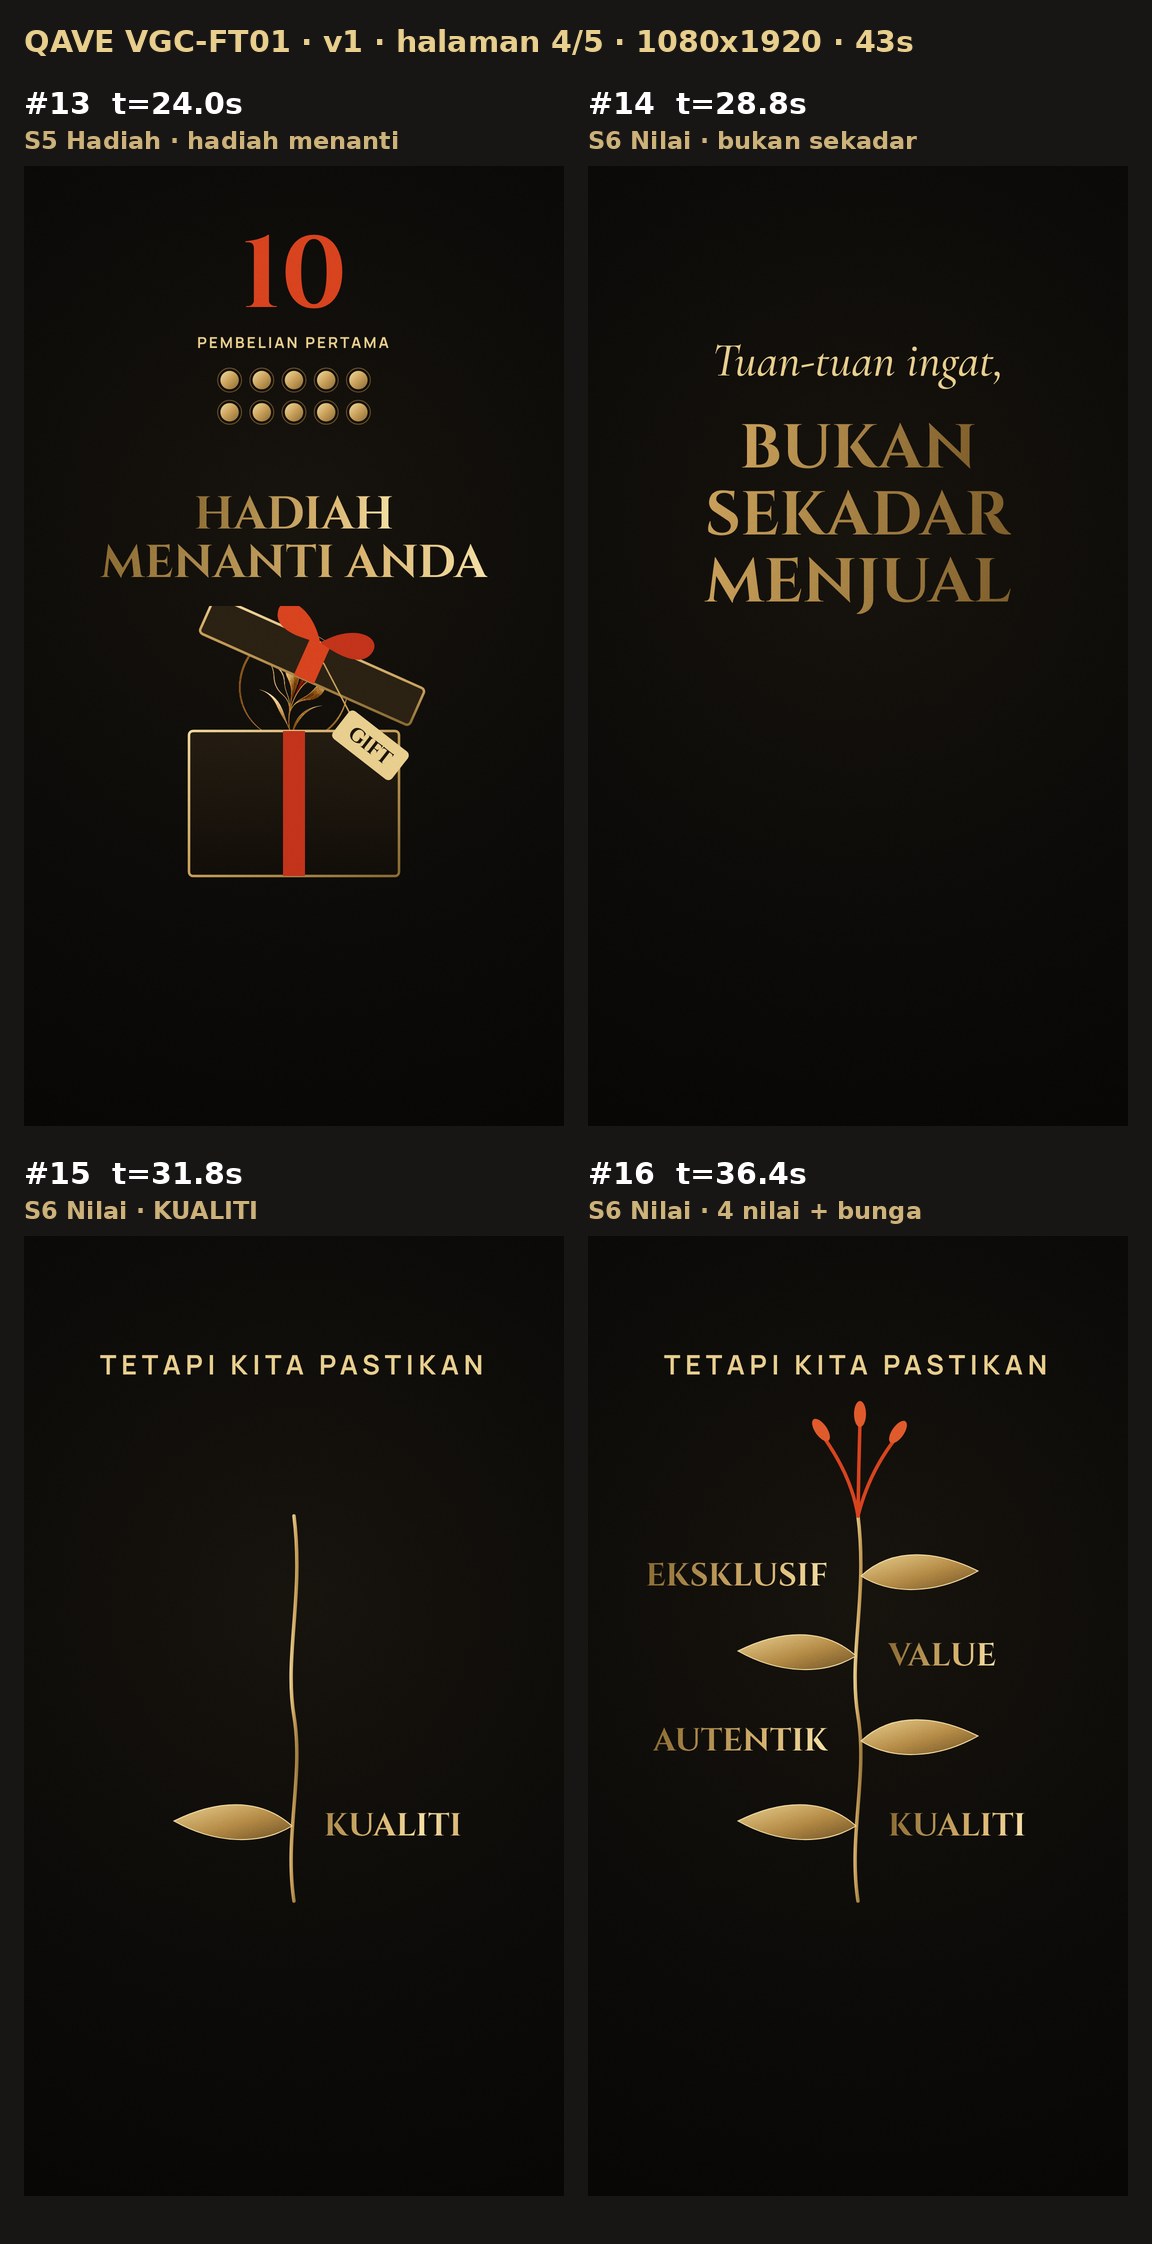 QAVE VGC-FT01 · v1 · halaman 4/5 · 1080x1920 · 43s
#13 t=24.0s
S5 Hadiah · hadiah menanti
10
PEMBELIAN PERTAMA
HADIAH
MENANTI ANDA
GIFT
#14 t=28.8s
S6 Nilai · bukan sekadar
Tuan-tuan ingat,
BUKAN
SEKADAR
MENJUAL
#15 t=31.8s
S6 Nilai · KUALITI
TETAPI KITA PASTIKAN
KUALITI
#16 t=36.4s
S6 Nilai · 4 nilai + bunga
TETAPI KITA PASTIKAN
EKSKLUSIF
VALUE
AUTENTIK
KUALITI